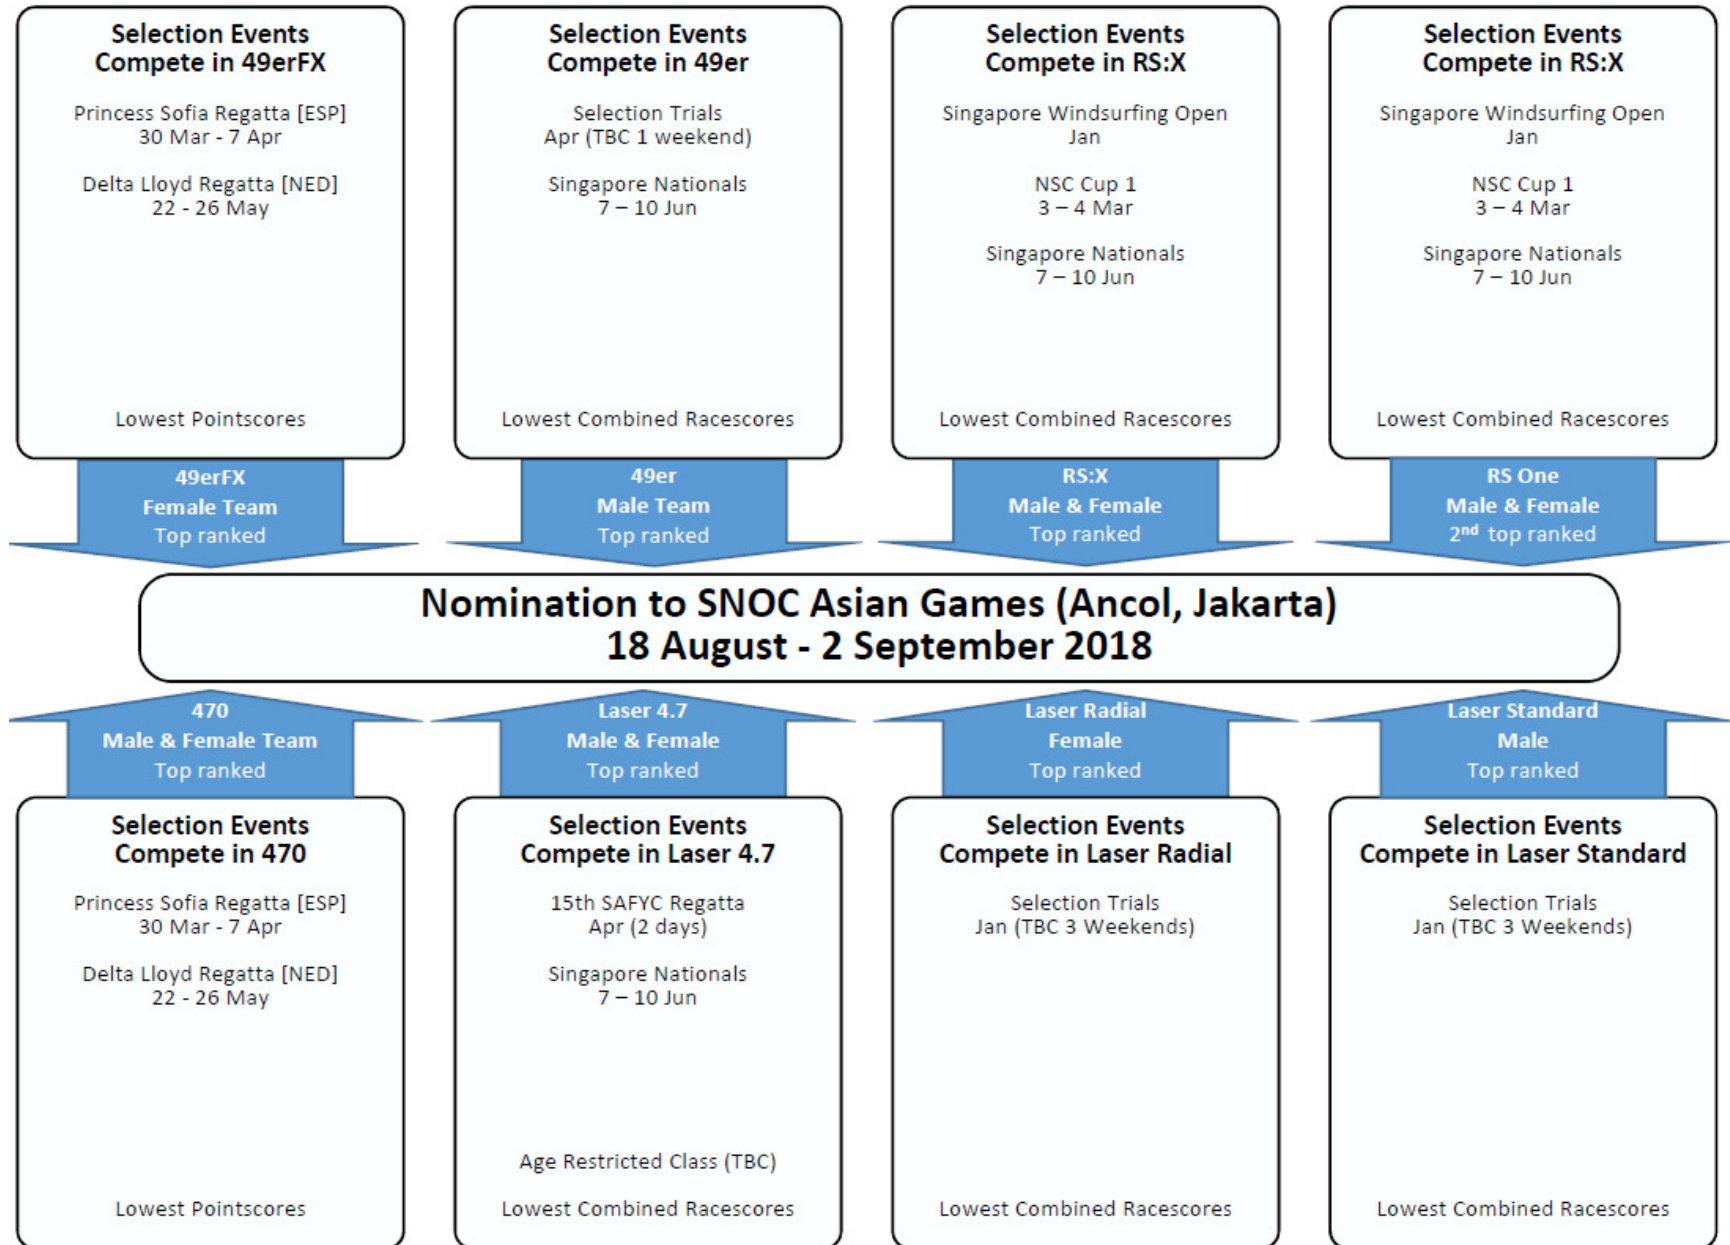 Selection Events
Compete in 49erFX
Princess Sofia Regatta [ESP]
30 Mar - 7 Apr
Delta Lloyd Regatta [NED]
22 - 26 May
Lowest Pointscores
49erFX
Female Team
Top ranked
Selection Events
Compete in 49er
Selection Trials
Apr (TBC 1 weekend)
Singapore Nationals
7 – 10 Jun
Lowest Combined Racescores
49er
Male Team
Top ranked
Selection Events
Compete in RS:X
Singapore Windsurfing Open
Jan
NSC Cup 1
3 – 4 Mar
Singapore Nationals
7 – 10 Jun
Lowest Combined Racescores
RS:X
Male & Female
Top ranked
Selection Events
Compete in RS:X
Singapore Windsurfing Open
Jan
NSC Cup 1
3 – 4 Mar
Singapore Nationals
7 – 10 Jun
Lowest Combined Racescores
RS One
Male & Female
2nd top ranked
Nomination to SNOC Asian Games (Ancol, Jakarta)
18 August - 2 September 2018
470
Male & Female Team
Top ranked
Selection Events
Compete in 470
Princess Sofia Regatta [ESP]
30 Mar - 7 Apr
Delta Lloyd Regatta [NED]
22 - 26 May
Lowest Pointscores
Laser 4.7
Male & Female
Top ranked
Selection Events
Compete in Laser 4.7
15th SAFYC Regatta
Apr (2 days)
Singapore Nationals
7 – 10 Jun
Age Restricted Class (TBC)
Lowest Combined Racescores
Laser Radial
Female
Top ranked
Selection Events
Compete in Laser Radial
Selection Trials
Jan (TBC 3 Weekends)
Lowest Combined Racescores
Laser Standard
Male
Top ranked
Selection Events
Compete in Laser Standard
Selection Trials
Jan (TBC 3 Weekends)
Lowest Combined Racescores